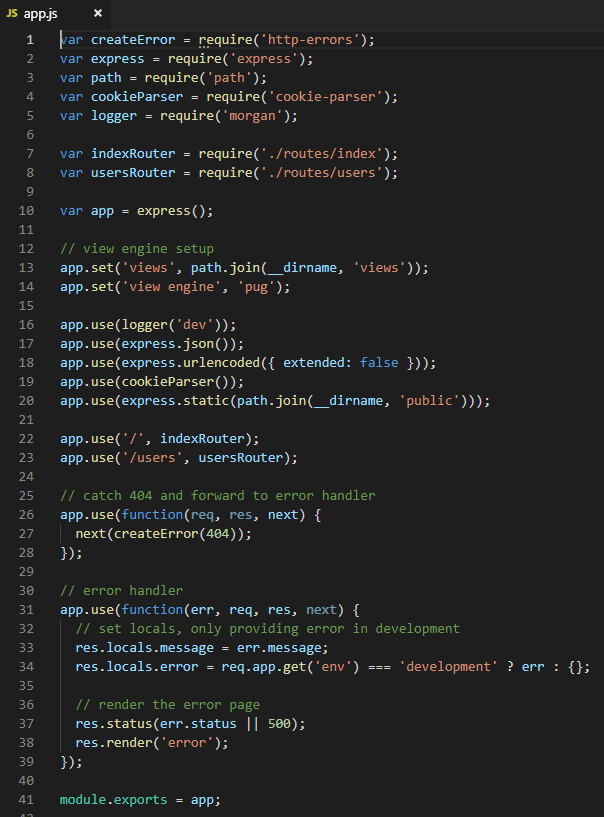 JS app.js ×
1 var createError = require('http-errors');
2 var express = require('express');
3 var path = require('path');
4 var cookieParser = require('cookie-parser');
5 var logger = require('morgan');
6
7 var indexRouter = require('./routes/index');
8 var usersRouter = require('./routes/users');
9
10 var app = express();
11
12 // view engine setup
13 app.set('views', path.join(__dirname, 'views'));
14 app.set('view engine', 'pug');
15
16 app.use(logger('dev'));
17 app.use(express.json());
18 app.use(express.urlencoded({ extended: false }));
19 app.use(cookieParser());
20 app.use(express.static(path.join(__dirname, 'public')));
21
22 app.use('/', indexRouter);
23 app.use('/users', usersRouter);
24
25 // catch 404 and forward to error handler
26 app.use(function(req, res, next) {
27   next(createError(404));
28 });
29
30 // error handler
31 app.use(function(err, req, res, next) {
32   // set locals, only providing error in development
33   res.locals.message = err.message;
34   res.locals.error = req.app.get('env') === 'development' ? err : {};
35
36   // render the error page
37   res.status(err.status || 500);
38   res.render('error');
39 });
40
41 module.exports = app;